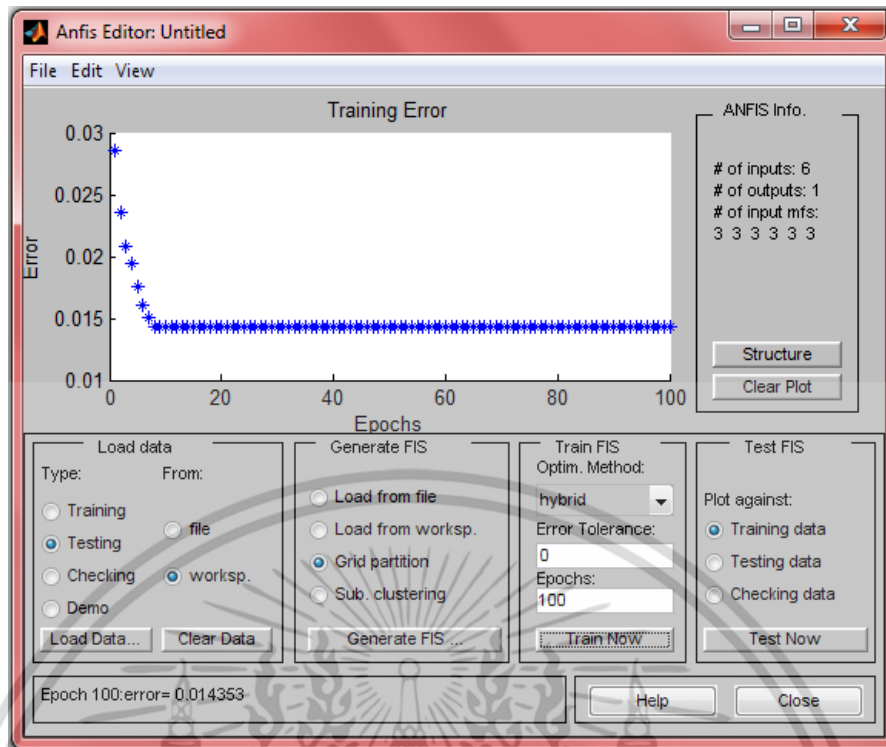 Anfis Editor: Untitled
File Edit View
Training Error
0.03
0.025
0.02
0.015
0.01
Error
0 20 40 60 80 100
Epochs
ANFIS Info.
# of inputs: 6
# of outputs: 1
# of input mfs:
3 3 3 3 3 3
Structure
Clear Plot
Load data
Type: From:
Training
Testing
Checking
Demo
file
worksp.
Load Data... Clear Data
Generate FIS
Load from file
Load from worksp.
Grid partition
Sub. clustering
Generate FIS ...
Train FIS
Optim. Method:
hybrid
Error Tolerance:
0
Epochs:
100
Train Now
Test FIS
Plot against:
Training data
Testing data
Checking data
Test Now
Epoch 100:error= 0.014353
Help Close